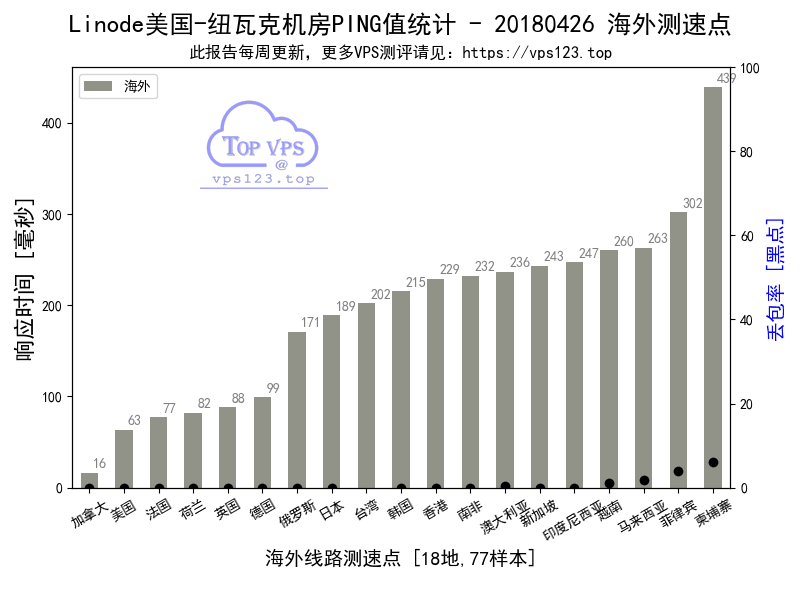 Linode美国-纽瓦克机房PING值统计 - 20180426 海外测速点
此报告每周更新，更多VPS测评请见：https://vps123.top
海外
TOP VPS
@
vps123.top
响应时间 [毫秒]
400
300
200
100
0
100
80
60
40
20
0
丢包率 [黑点]
16
63
77
82
88
99
171
189
202
215
229
232
236
243
247
260
263
302
439
加拿大
美国
法国
荷兰
英国
德国
俄罗斯
日本
台湾
韩国
香港
南非
澳大利亚
新加坡
印度尼西亚
越南
马来西亚
菲律宾
柬埔寨
海外线路测速点 [18地,77样本]